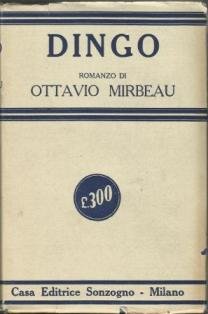 DINGO
ROMANZO DI
OTTAVIO MIRBEAU
£.300
Casa Editrice Sonzogno - Milano